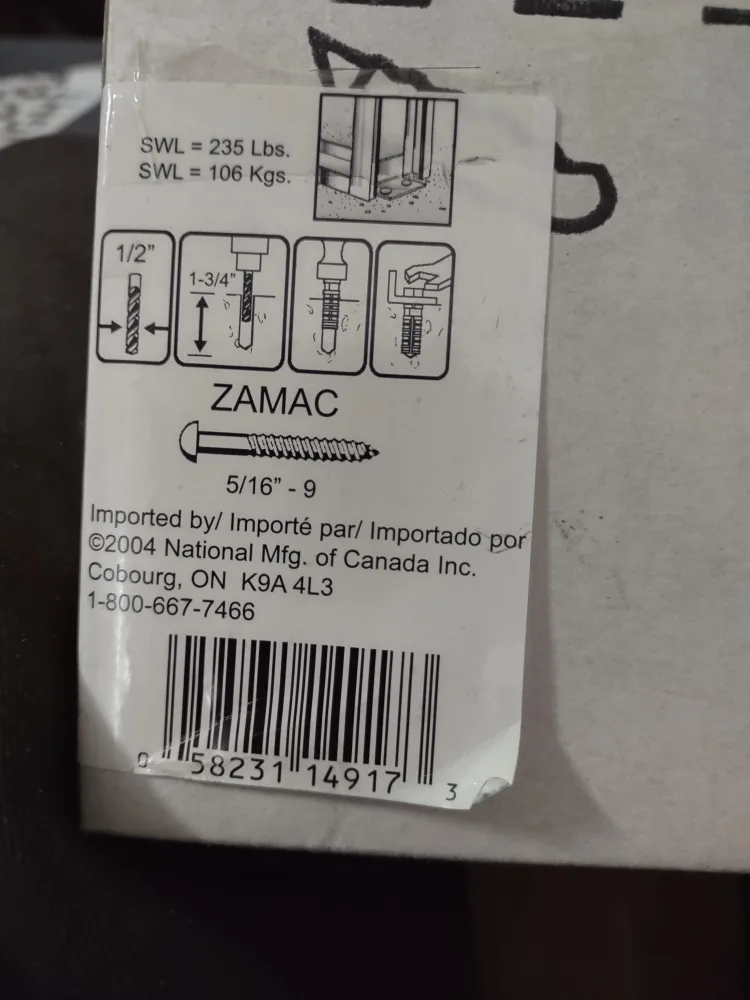 SWL = 235 Lbs.
SWL = 106 Kgs.
1/2"
1-3/4"
ZAMAC
5/16" - 9
Imported by/ Importé par/ Importado por
©2004 National Mfg. of Canada Inc.
Cobourg, ON K9A 4L3
1-800-667-7466
0 58231 14917 3